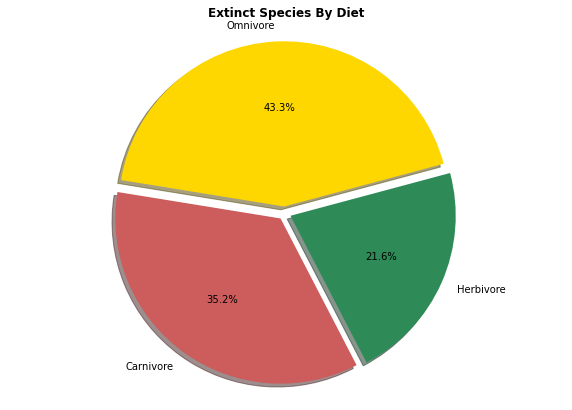 Extinct Species By Diet
Omnivore
43.3%
21.6%
Herbivore
35.2%
Carnivore